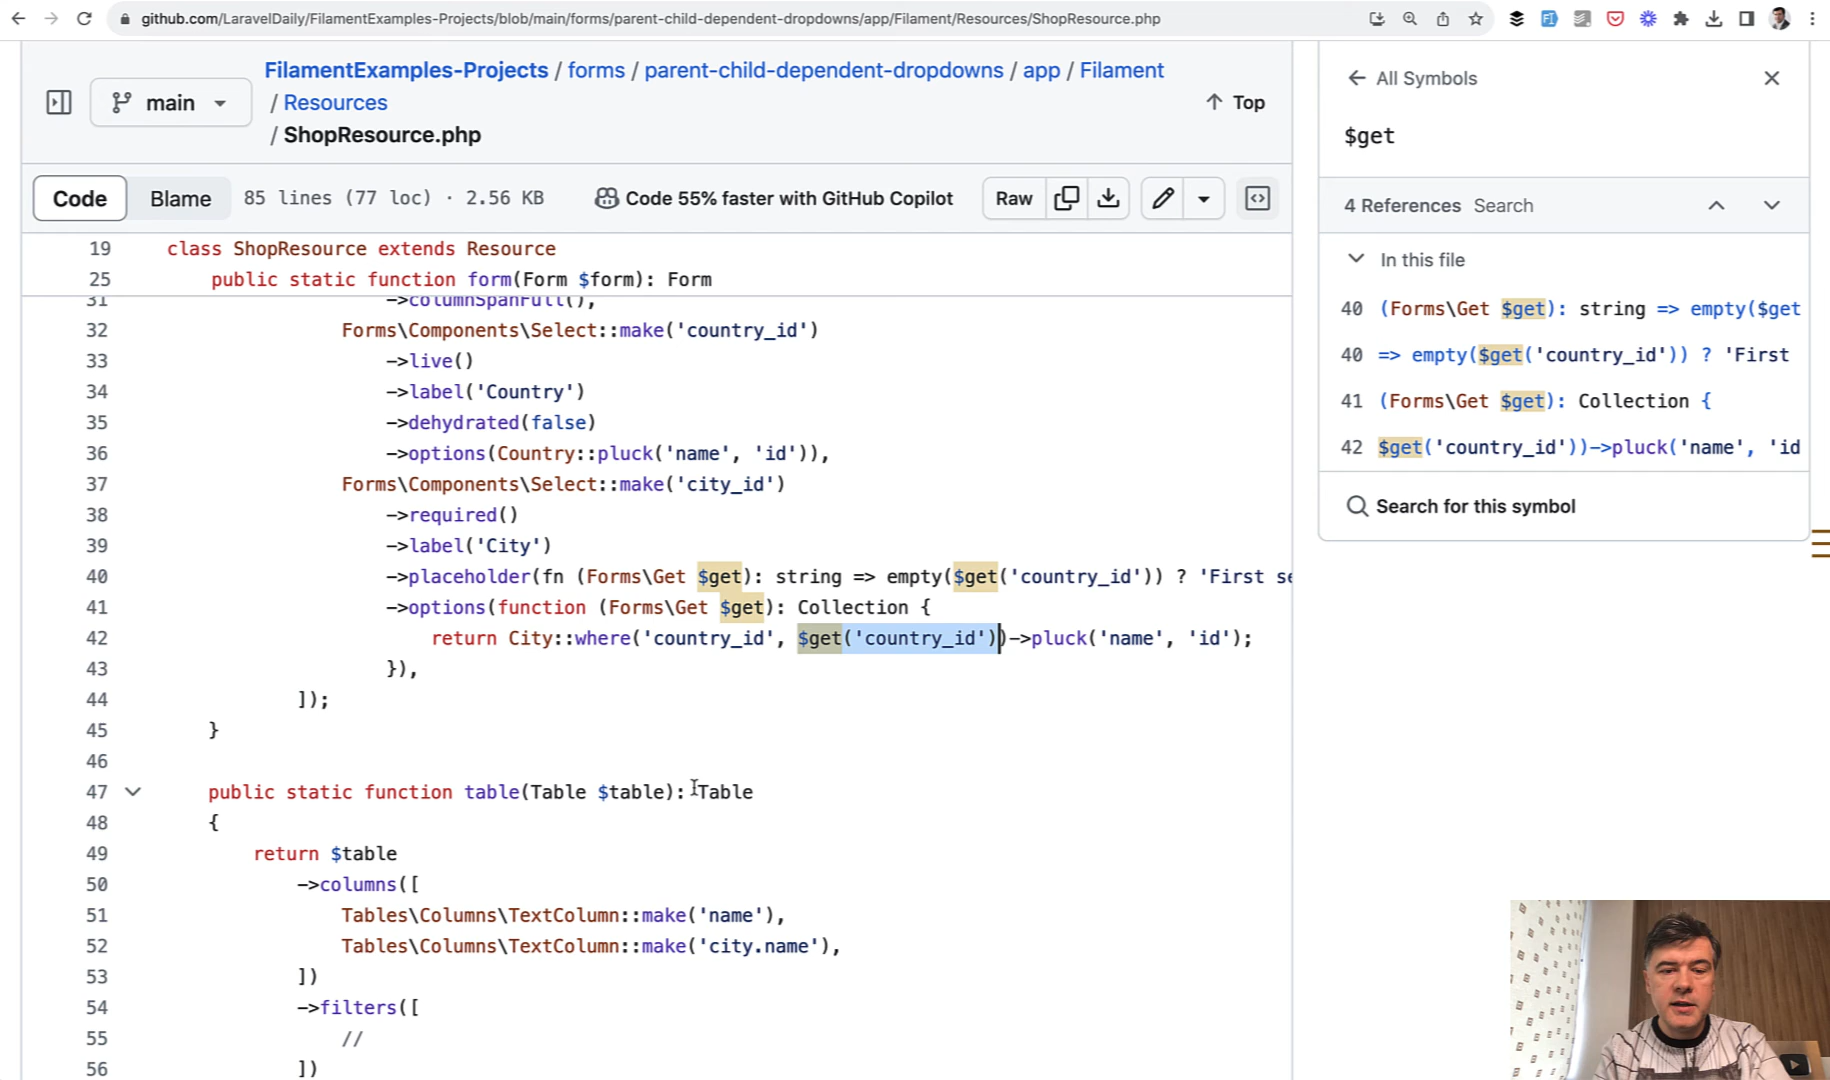 github.com/LaravelDaily/FilamentExamples-Projects/blob/main/forms/parent-child-dependent-dropdowns/app/Filament/Resources/ShopResource.php
FilamentExamples-Projects / forms / parent-child-dependent-dropdowns / app / Filament
/ Resources
/ ShopResource.php
main
Top
Code
Blame
85 lines (77 loc) · 2.56 KB
Code 55% faster with GitHub Copilot
Raw
19 class ShopResource extends Resource
25 public static function form(Form $form): Form
31 ->columnSpanFull(),
32 Forms\Components\Select::make('country_id')
33 ->live()
34 ->label('Country')
35 ->dehydrated(false)
36 ->options(Country::pluck('name', 'id')),
37 Forms\Components\Select::make('city_id')
38 ->required()
39 ->label('City')
40 ->placeholder(fn (Forms\Get $get): string => empty($get('country_id')) ? 'First se
41 ->options(function (Forms\Get $get): Collection {
42 return City::where('country_id', $get('country_id'))->pluck('name', 'id');
43 }),
44 ]);
45 }
46
47 public static function table(Table $table): Table
48 {
49 return $table
50 ->columns([
51 Tables\Columns\TextColumn::make('name'),
52 Tables\Columns\TextColumn::make('city.name'),
53 ])
54 ->filters([
55 //
56 ])
All Symbols
$get
4 References Search
In this file
40 (Forms\Get $get): string => empty($get
40 => empty($get('country_id')) ? 'First
41 (Forms\Get $get): Collection {
42 $get('country_id'))->pluck('name', 'id
Search for this symbol